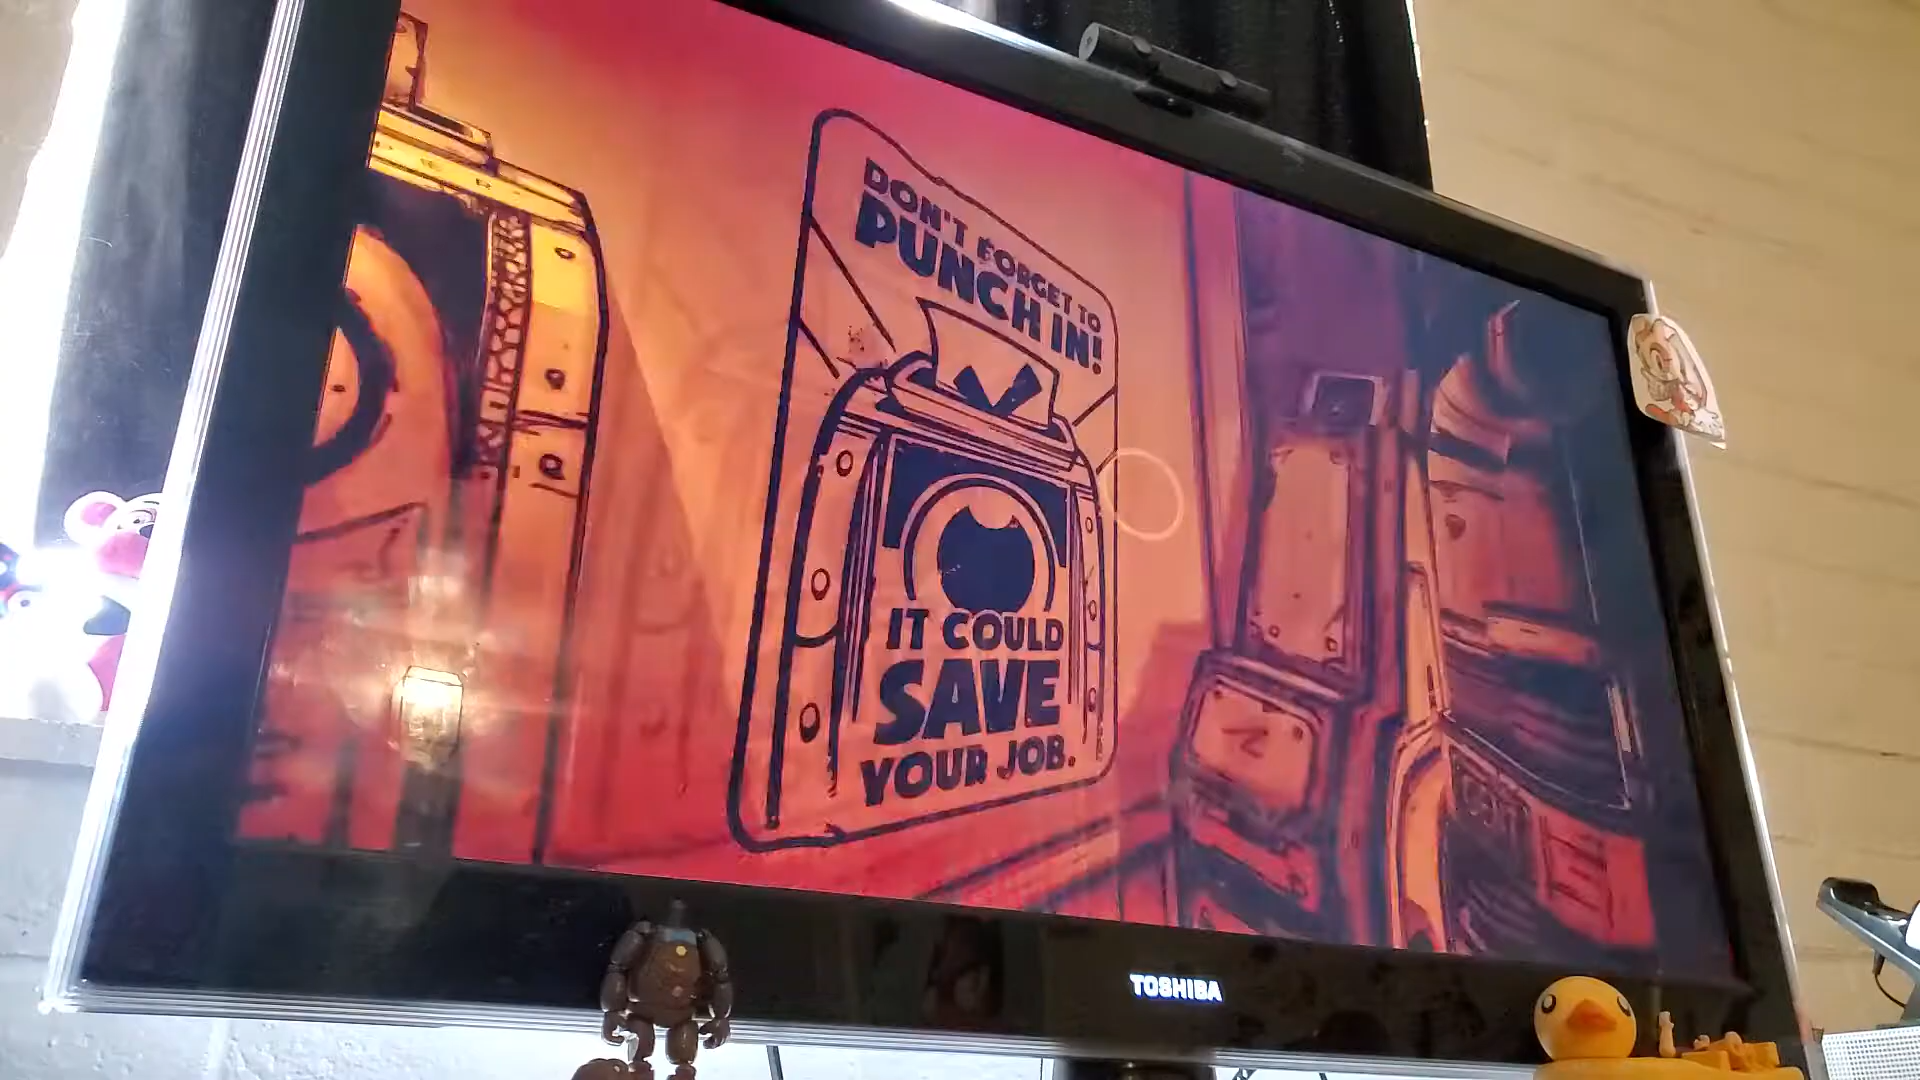 DON'T FORGET TO
PUNCH IN!
IT COULD
SAVE
YOUR JOB.
TOSHIBA